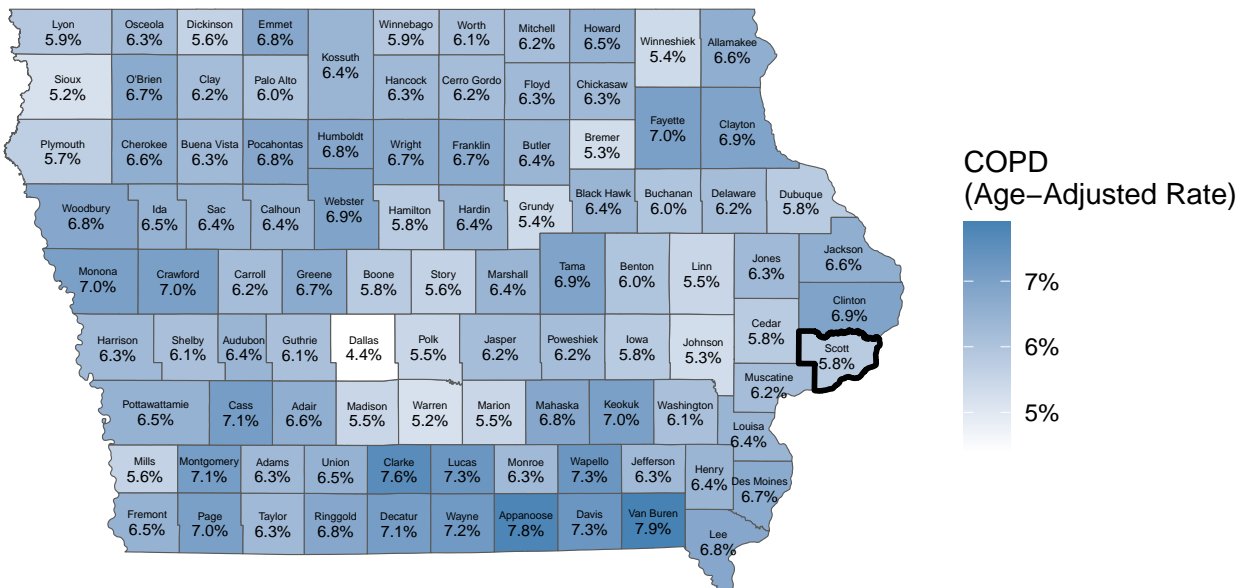 Lyon
5.9%
Osceola
6.3%
Dickinson
5.6%
Emmet
6.8%
Kossuth
6.4%
Winnebago
5.9%
Worth
6.1%
Mitchell
6.2%
Howard
6.5%
Winneshiek
5.4%
Allamakee
6.6%
Sioux
5.2%
O'Brien
6.7%
Clay
6.2%
Palo Alto
6.0%
Hancock
6.3%
Cerro Gordo
6.2%
Floyd
6.3%
Chickasaw
6.3%
Fayette
7.0%
Clayton
6.9%
Plymouth
5.7%
Cherokee
6.6%
Buena Vista
6.3%
Pocahontas
6.8%
Humboldt
6.8%
Wright
6.7%
Franklin
6.7%
Butler
6.4%
Bremer
5.3%
Woodbury
6.8%
Ida
6.5%
Sac
6.4%
Calhoun
6.4%
Webster
6.9%
Hamilton
5.8%
Hardin
6.4%
Grundy
5.4%
Black Hawk
6.4%
Buchanan
6.0%
Delaware
6.2%
Dubuque
5.8%
Monona
7.0%
Crawford
7.0%
Carroll
6.2%
Greene
6.7%
Boone
5.8%
Story
5.6%
Marshall
6.4%
Tama
6.9%
Benton
6.0%
Linn
5.5%
Jones
6.3%
Jackson
6.6%
Clinton
6.9%
Harrison
6.3%
Shelby
6.1%
Audubon
6.4%
Guthrie
6.1%
Dallas
4.4%
Polk
5.5%
Jasper
6.2%
Poweshiek
6.2%
Iowa
5.8%
Johnson
5.3%
Cedar
5.8%
Scott
5.8%
Muscatine
6.2%
Pottawattamie
6.5%
Cass
7.1%
Adair
6.6%
Madison
5.5%
Warren
5.2%
Marion
5.5%
Mahaska
6.8%
Keokuk
7.0%
Washington
6.1%
Louisa
6.4%
Mills
5.6%
Montgomery
7.1%
Adams
6.3%
Union
6.5%
Clarke
7.6%
Lucas
7.3%
Monroe
6.3%
Wapello
7.3%
Jefferson
6.3%
Henry
6.4%
Des Moines
6.7%
Fremont
6.5%
Page
7.0%
Taylor
6.3%
Ringgold
6.8%
Decatur
7.1%
Wayne
7.2%
Appanoose
7.8%
Davis
7.3%
Van Buren
7.9%
Lee
6.8%
COPD
(Age−Adjusted Rate)
7%
6%
5%